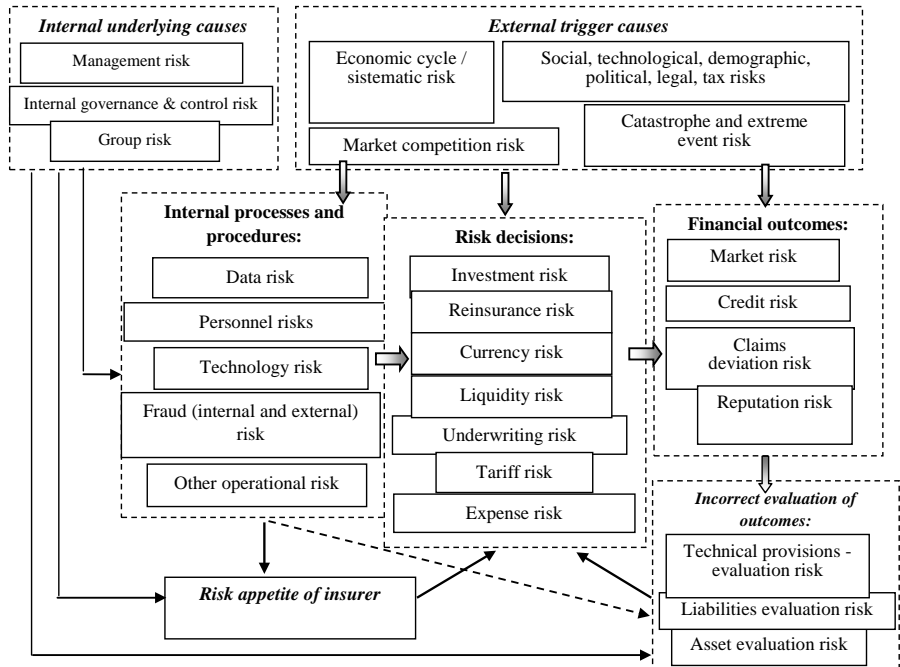 Internal underlying causes
Management risk
Internal governance & control risk
Group risk
External trigger causes
Economic cycle /
sistematic risk
Social, technological, demographic,
political, legal, tax risks
Market competition risk
Catastrophe and extreme
event risk
Internal processes and
procedures:
Data risk
Personnel risks
Technology risk
Fraud (internal and external)
risk
Other operational risk
Risk decisions:
Investment risk
Reinsurance risk
Currency risk
Liquidity risk
Underwriting risk
Tariff risk
Expense risk
Financial outcomes:
Market risk
Credit risk
Claims
deviation risk
Reputation risk
Incorrect evaluation of
outcomes:
Technical provisions -
evaluation risk
Liabilities evaluation risk
Asset evaluation risk
Risk appetite of insurer